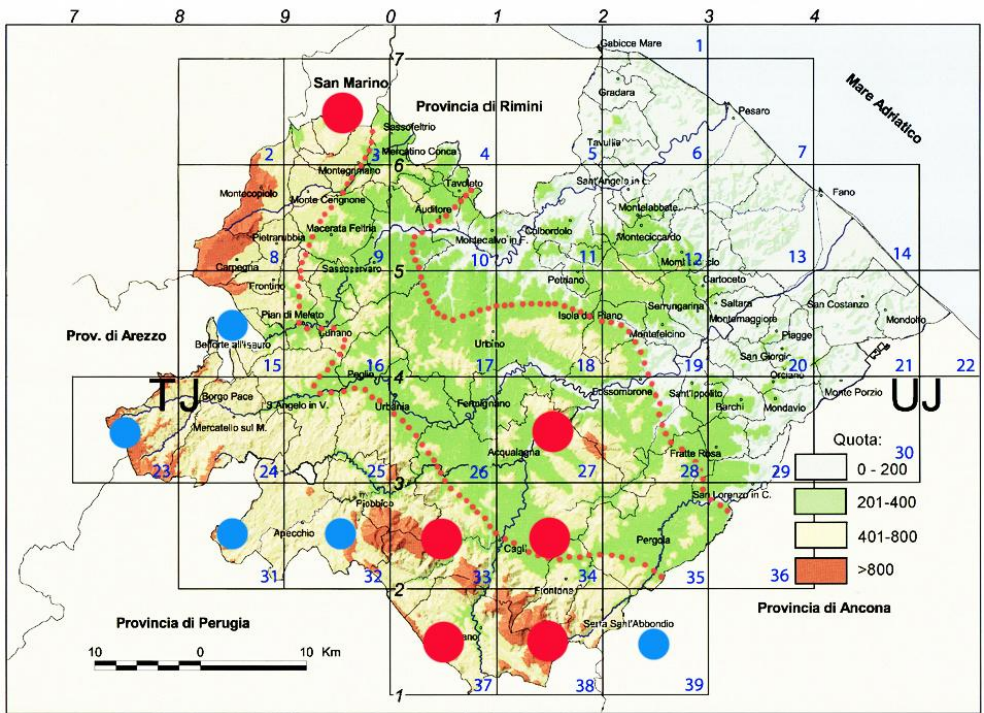 7 8 9 0 1 2 3 4
7
Gabicce Mare 1
San Marino
Gradara
Mare Adriatico
Provincia di Rimini
Pesaro
Sassofeltrio
Tavullia
Mercatino Conca
2 3 6 4 5 6 7
Montegrimano
Sant'Angelo in L.
Montecopiolo
Tavoleto
Fano
Monte Cerignone
Auditore
Montelabbate
Macerata Feltria
Colbordolo
Monteciccardo
Pietrarubbia
Montecalvo in F.
8 9 10 11 12 13 14
Carpegna
Sassocorvaro
5
Petriano
Cartoceto
Frontino
Serrungarina
Saltara
San Costanzo
Pian di Meleto
Isola del Piano
Montemaggiore
Mondolfo
Prov. di Arezzo
Lunano
Montefelcino
Piagge
Belforte all'Isauro
Urbino
San Giorgio
15 16 17 18 19 20 21 22
Peglio
4
Orciano
TJ
Borgo Pace
S.Angelo in V.
Urbania
Fermignano
Fossombrone
Sant'Ippolito
Barchi
Mondavio
Monte Porzio
UJ
Mercatello sul M.
Acqualagna
Quota:
Fratte Rosa
23 24 25 26 27 28 29 30
3
0 - 200
San Lorenzo in C.
Piobbico
201-400
Apecchio
Cagli
Pergola
401-800
31 32 33 34 35 36
>800
2
Frontone
Provincia di Ancona
Provincia di Perugia
Serra Sant'Abbondio
10 0 10 Km
37 38 39
1